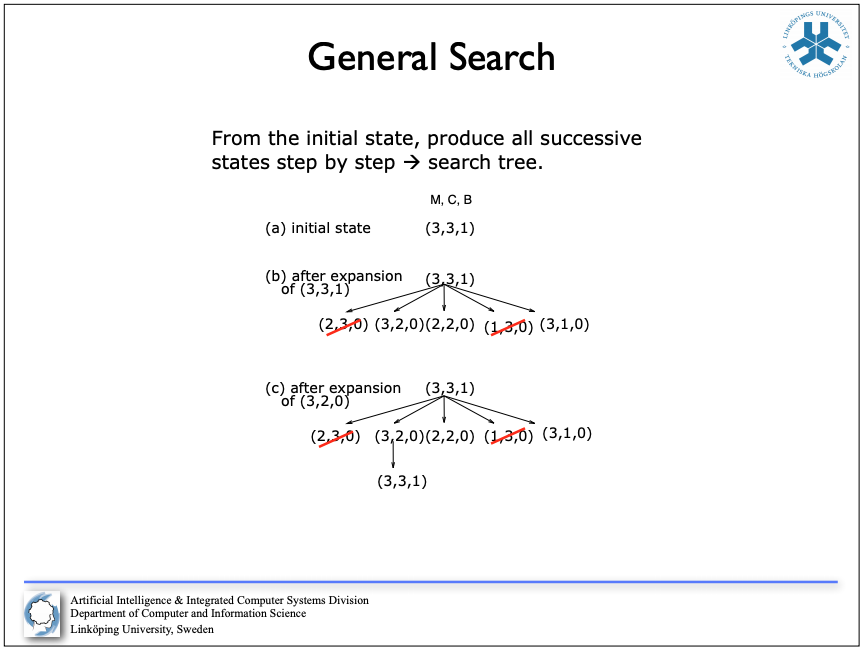 General Search
LINKÖPINGS UNIVERSITET
TEKNISKA HÖGSKOLAN
From the initial state, produce all successive
states step by step → search tree.
M, C, B
(a) initial state (3,3,1)
(b) after expansion (3,3,1)
of (3,3,1)
(2,3,0) (3,2,0)(2,2,0) (1,3,0) (3,1,0)
(c) after expansion (3,3,1)
of (3,2,0)
(2,3,0) (3,2,0)(2,2,0) (1,3,0) (3,1,0)
(3,3,1)
Artificial Intelligence & Integrated Computer Systems Division
Department of Computer and Information Science
Linköping University, Sweden